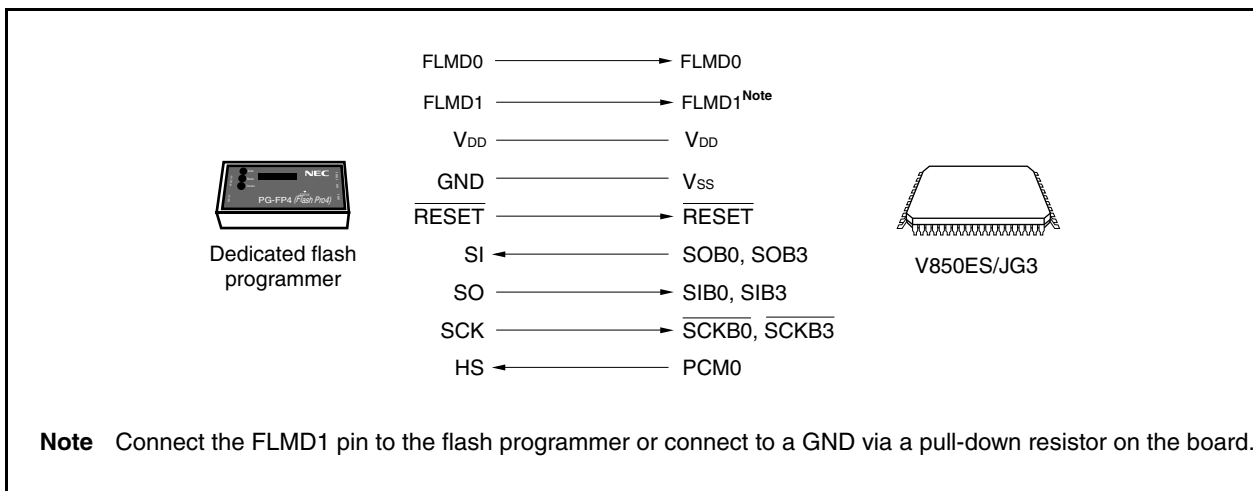 FLMD0 FLMD0
FLMD1 FLMD1Note
VDD VDD
GND VSS
RESET RESET
SI SOB0, SOB3
SO SIB0, SIB3
SCK SCKB0, SCKB3
HS PCM0
NEC
PG-FP4 (Flash Pro4)
Dedicated flash
programmer
V850ES/JG3
Note Connect the FLMD1 pin to the flash programmer or connect to a GND via a pull-down resistor on the board.